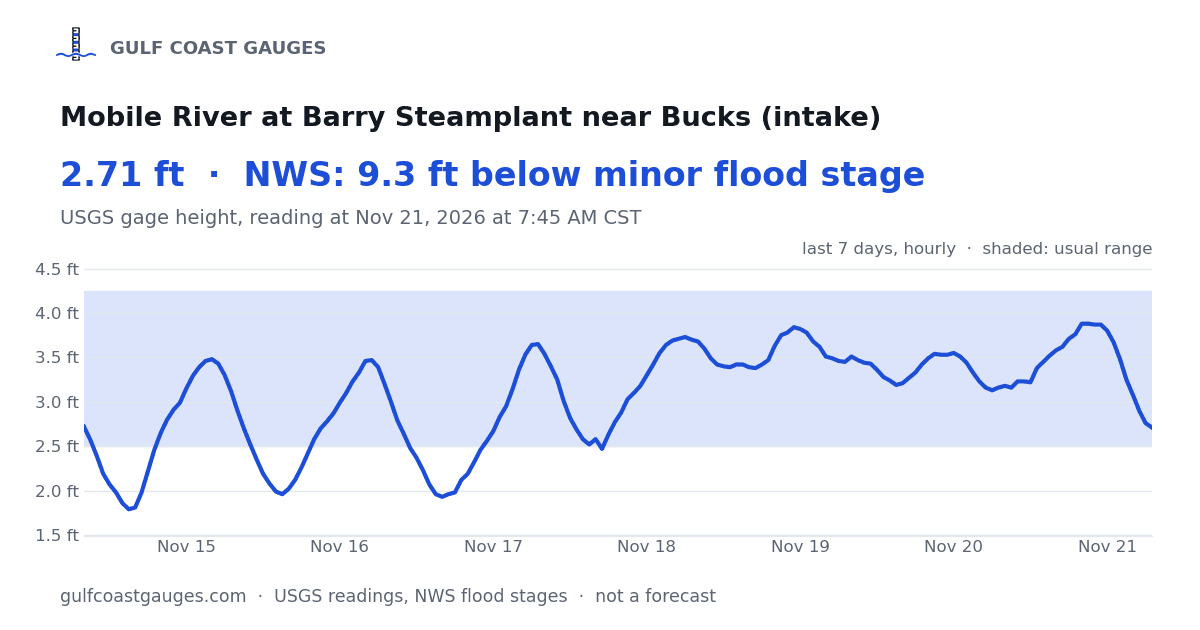 GULF COAST GAUGES
Mobile River at Barry Steamplant near Bucks (intake)
2.71 ft · NWS: 9.3 ft below minor flood stage
USGS gage height, reading at Nov 21, 2026 at 7:45 AM CST
last 7 days, hourly · shaded: usual range
4.5 ft
4.0 ft
3.5 ft
3.0 ft
2.5 ft
2.0 ft
1.5 ft
Nov 15 Nov 16 Nov 17 Nov 18 Nov 19 Nov 20 Nov 21
gulfcoastgauges.com · USGS readings, NWS flood stages · not a forecast